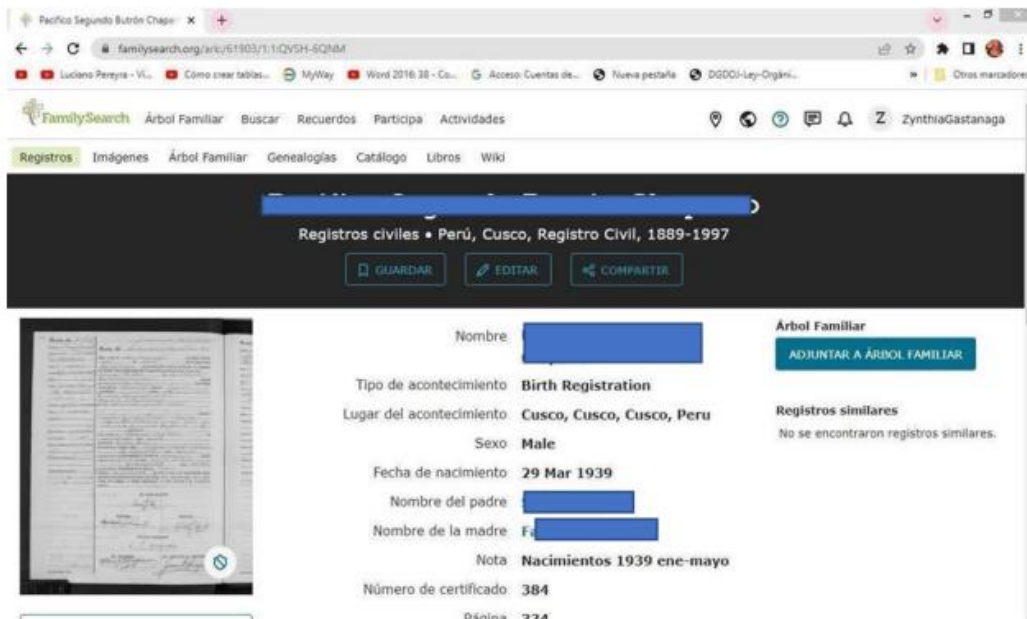 Pacífico Segundo Butrón Chape
familysearch.org/ark:/61903/1:1:QVSH-6QNM
Luciano Pereyra - Vi... Cómo crear tablas... MyWay Word 2016 38 - Co... Acceso: Cuentas de... Nueva pestaña DGDOJ-Ley-Orgáni... » Otros marcadores
FamilySearch Árbol Familiar Buscar Recuerdos Participa Actividades Z ZynthiaGastanaga
Registros Imágenes Árbol Familiar Genealogías Catálogo Libros Wiki
Registros civiles • Perú, Cusco, Registro Civil, 1889-1997
GUARDAR EDITAR COMPARTIR
Nombre
Tipo de acontecimiento Birth Registration
Lugar del acontecimiento Cusco, Cusco, Cusco, Peru
Sexo Male
Fecha de nacimiento 29 Mar 1939
Nombre del padre
Nombre de la madre Fa
Nota Nacimientos 1939 ene-mayo
Número de certificado 384
Página 334
Árbol Familiar
ADJUNTAR A ÁRBOL FAMILIAR
Registros similares
No se encontraron registros similares.